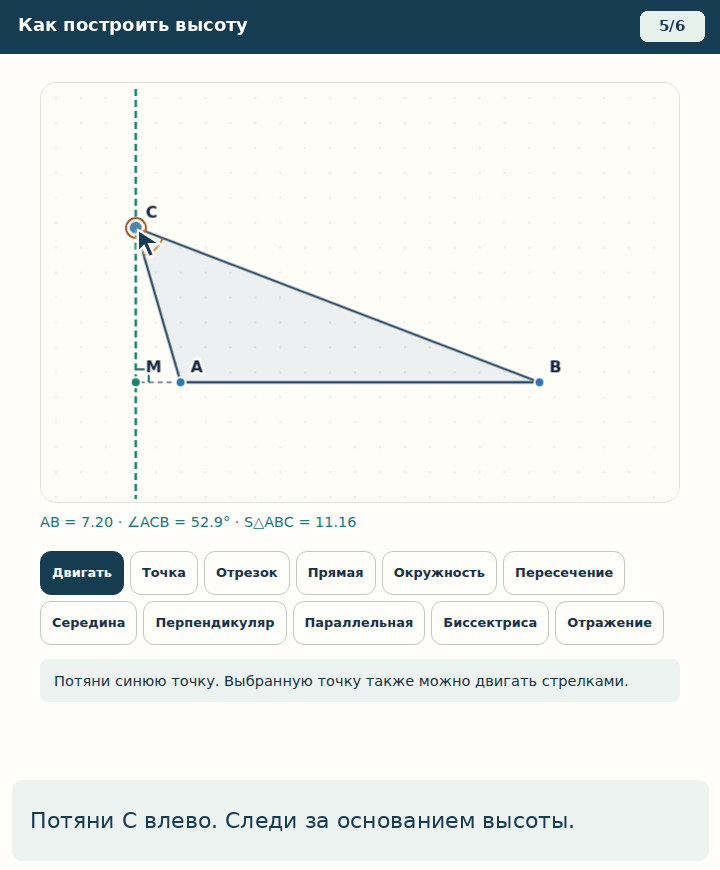 Как построить высоту
5/6
C
M A B
AB = 7.20 · ∠ACB = 52.9° · S△ABC = 11.16
Двигать Точка Отрезок Прямая Окружность Пересечение
Середина Перпендикуляр Параллельная Биссектриса Отражение
Потяни синюю точку. Выбранную точку также можно двигать стрелками.
Потяни C влево. Следи за основанием высоты.